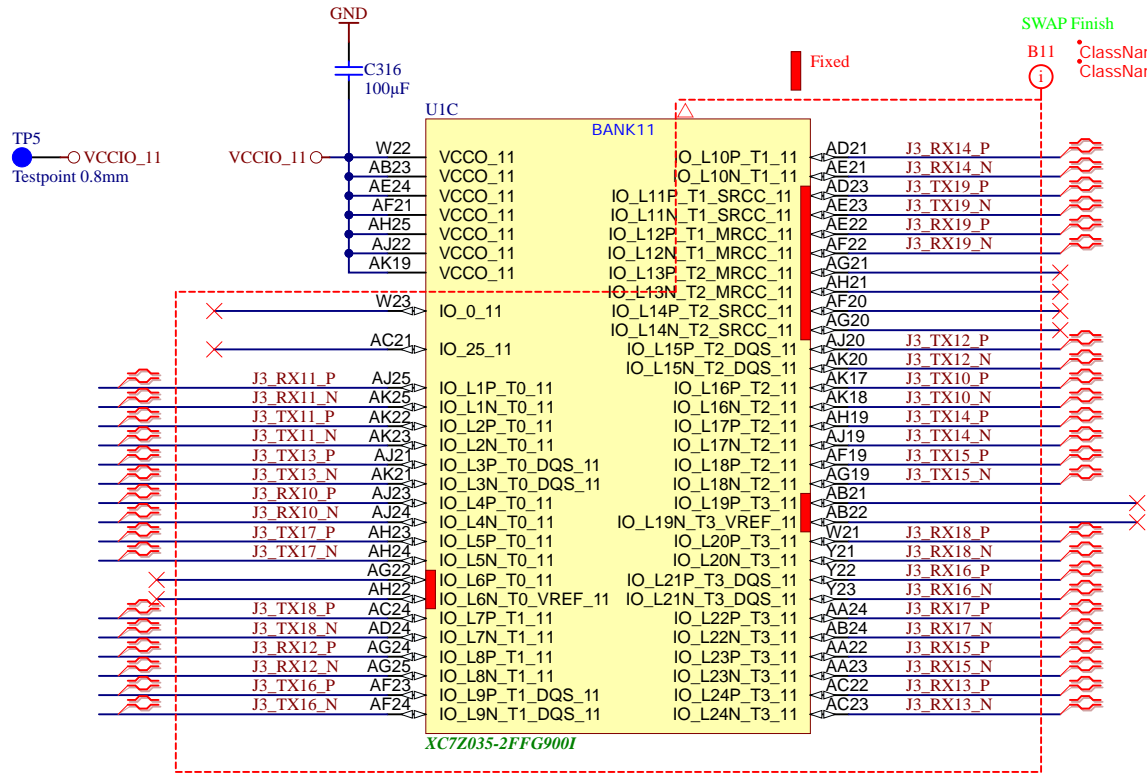 GND
SWAP Finish
B11
i
ClassNam
ClassNam
Fixed
C316
100µF
U1C
BANK11
TP5
VCCIO_11
Testpoint 0.8mm
VCCIO_11
W22 VCCO_11
AB23 VCCO_11
AE24 VCCO_11
AF21 VCCO_11
AH25 VCCO_11
AJ22 VCCO_11
AK19 VCCO_11
W23 IO_0_11
AC21 IO_25_11
J3_RX11_P AJ25 IO_L1P_T0_11
J3_RX11_N AK25 IO_L1N_T0_11
J3_TX11_P AK22 IO_L2P_T0_11
J3_TX11_N AK23 IO_L2N_T0_11
J3_TX13_P AJ21 IO_L3P_T0_DQS_11
J3_TX13_N AK21 IO_L3N_T0_DQS_11
J3_RX10_P AJ23 IO_L4P_T0_11
J3_RX10_N AJ24 IO_L4N_T0_11
J3_TX17_P AH23 IO_L5P_T0_11
J3_TX17_N AH24 IO_L5N_T0_11
AG22 IO_L6P_T0_11
AH22 IO_L6N_T0_VREF_11
J3_TX18_P AC24 IO_L7P_T1_11
J3_TX18_N AD24 IO_L7N_T1_11
J3_RX12_P AG24 IO_L8P_T1_11
J3_RX12_N AG25 IO_L8N_T1_11
J3_TX16_P AF23 IO_L9P_T1_DQS_11
J3_TX16_N AF24 IO_L9N_T1_DQS_11
IO_L10P_T1_11 AD21 J3_RX14_P
IO_L10N_T1_11 AE21 J3_RX14_N
IO_L11P_T1_SRCC_11 AD23 J3_TX19_P
IO_L11N_T1_SRCC_11 AE23 J3_TX19_N
IO_L12P_T1_MRCC_11 AE22 J3_RX19_P
IO_L12N_T1_MRCC_11 AF22 J3_RX19_N
IO_L13P_T2_MRCC_11 AG21
IO_L13N_T2_MRCC_11 AH21
IO_L14P_T2_SRCC_11 AF20
IO_L14N_T2_SRCC_11 AG20
IO_L15P_T2_DQS_11 AJ20 J3_TX12_P
IO_L15N_T2_DQS_11 AK20 J3_TX12_N
IO_L16P_T2_11 AK17 J3_TX10_P
IO_L16N_T2_11 AK18 J3_TX10_N
IO_L17P_T2_11 AH19 J3_TX14_P
IO_L17N_T2_11 AJ19 J3_TX14_N
IO_L18P_T2_11 AF19 J3_TX15_P
IO_L18N_T2_11 AG19 J3_TX15_N
IO_L19P_T3_11 AB21
IO_L19N_T3_VREF_11 AB22
IO_L20P_T3_11 W21 J3_RX18_P
IO_L20N_T3_11 Y21 J3_RX18_N
IO_L21P_T3_DQS_11 Y22 J3_RX16_P
IO_L21N_T3_DQS_11 Y23 J3_RX16_N
IO_L22P_T3_11 AA24 J3_RX17_P
IO_L22N_T3_11 AB24 J3_RX17_N
IO_L23P_T3_11 AA22 J3_RX15_P
IO_L23N_T3_11 AA23 J3_RX15_N
IO_L24P_T3_11 AC22 J3_RX13_P
IO_L24N_T3_11 AC23 J3_RX13_N
XC7Z035-2FFG900I